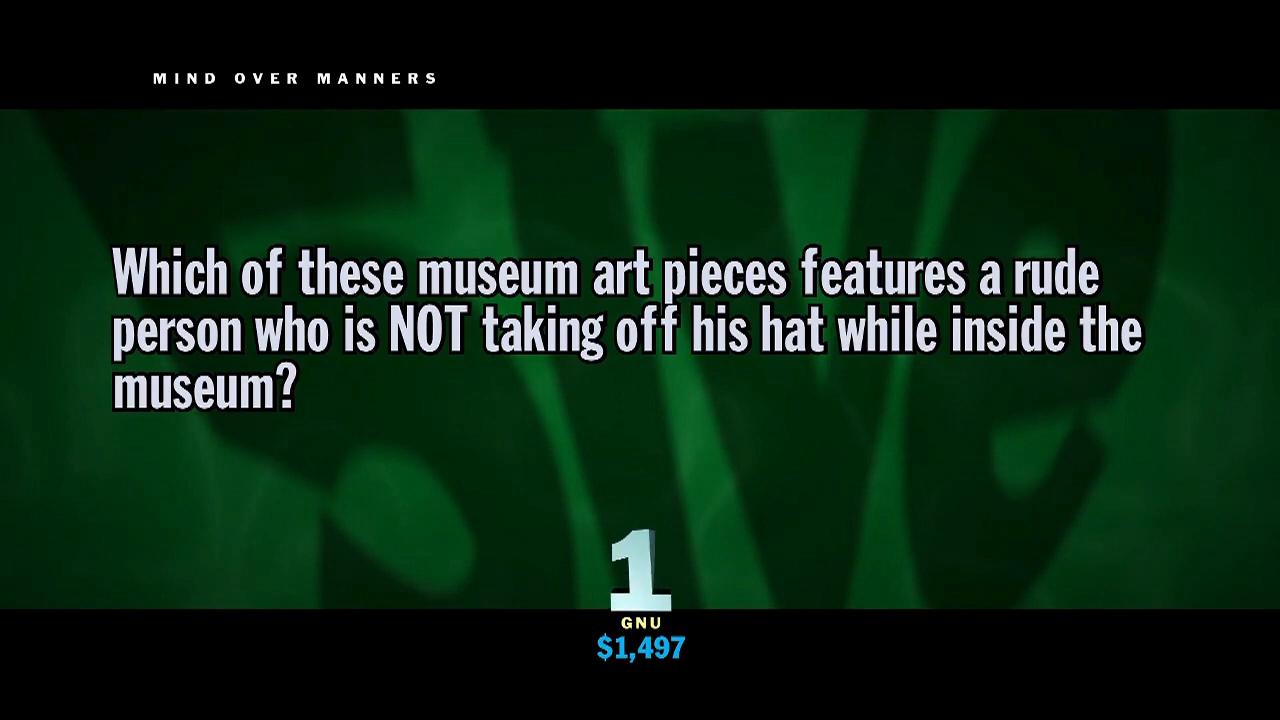 MIND OVER MANNERS
Which of these museum art pieces features a rude
person who is NOT taking off his hat while inside the
museum?
1
GNU
$1,497